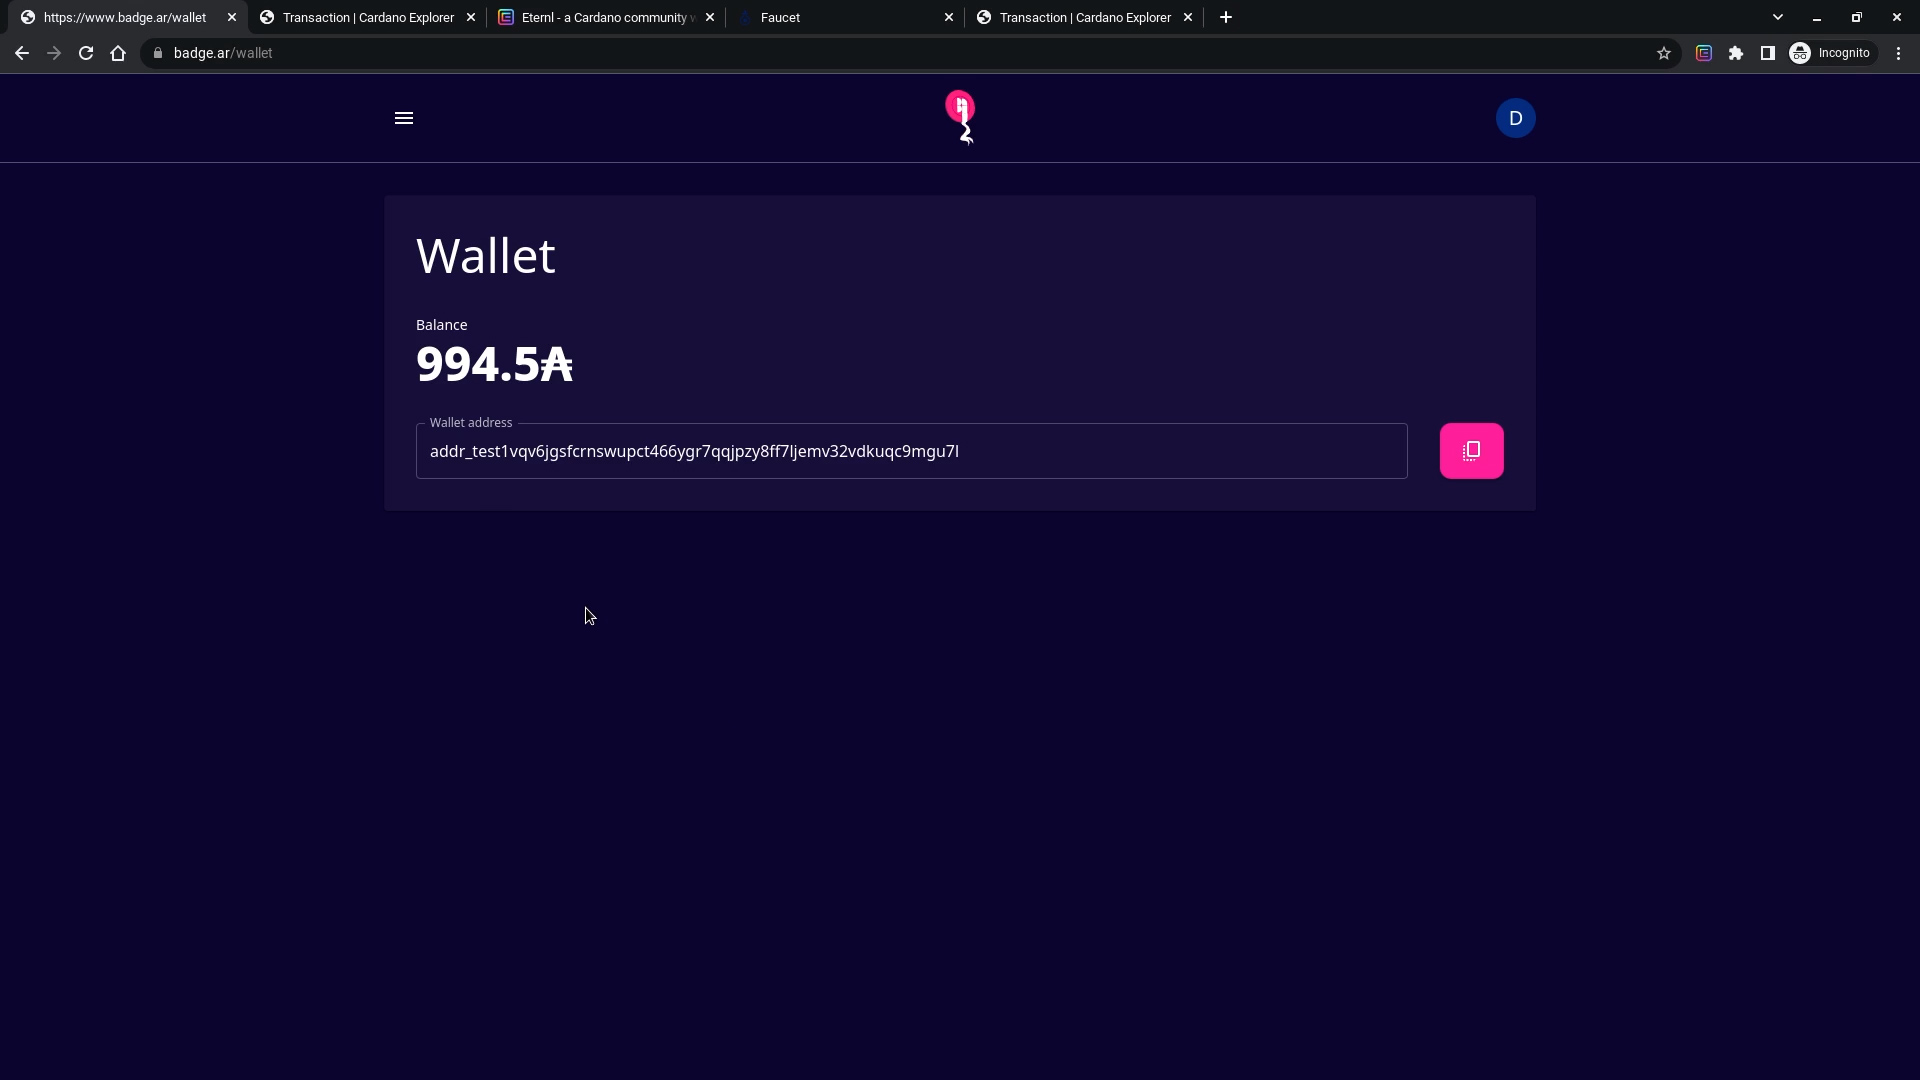 https://www.badge.ar/wallet
Transaction | Cardano Explorer
Eternl - a Cardano community w
Faucet
Transaction | Cardano Explorer
badge.ar/wallet
Incognito
D
Wallet
Balance
994.5₳
Wallet address
addr_test1vqv6jgsfcrnswupct466ygr7qqjpzy8ff7ljemv32vdkuqc9mgu7l